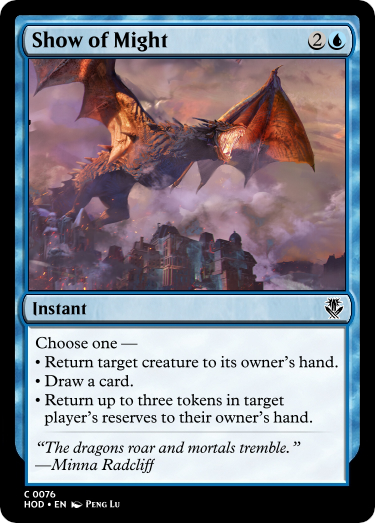 Show of Might 2
Instant
Choose one —
• Return target creature to its owner's hand.
• Draw a card.
• Return up to three tokens in target
player's reserves to their owner's hand.
"The dragons roar and mortals tremble."
—Minna Radcliff
C 0076
HOD • EN Peng Lu